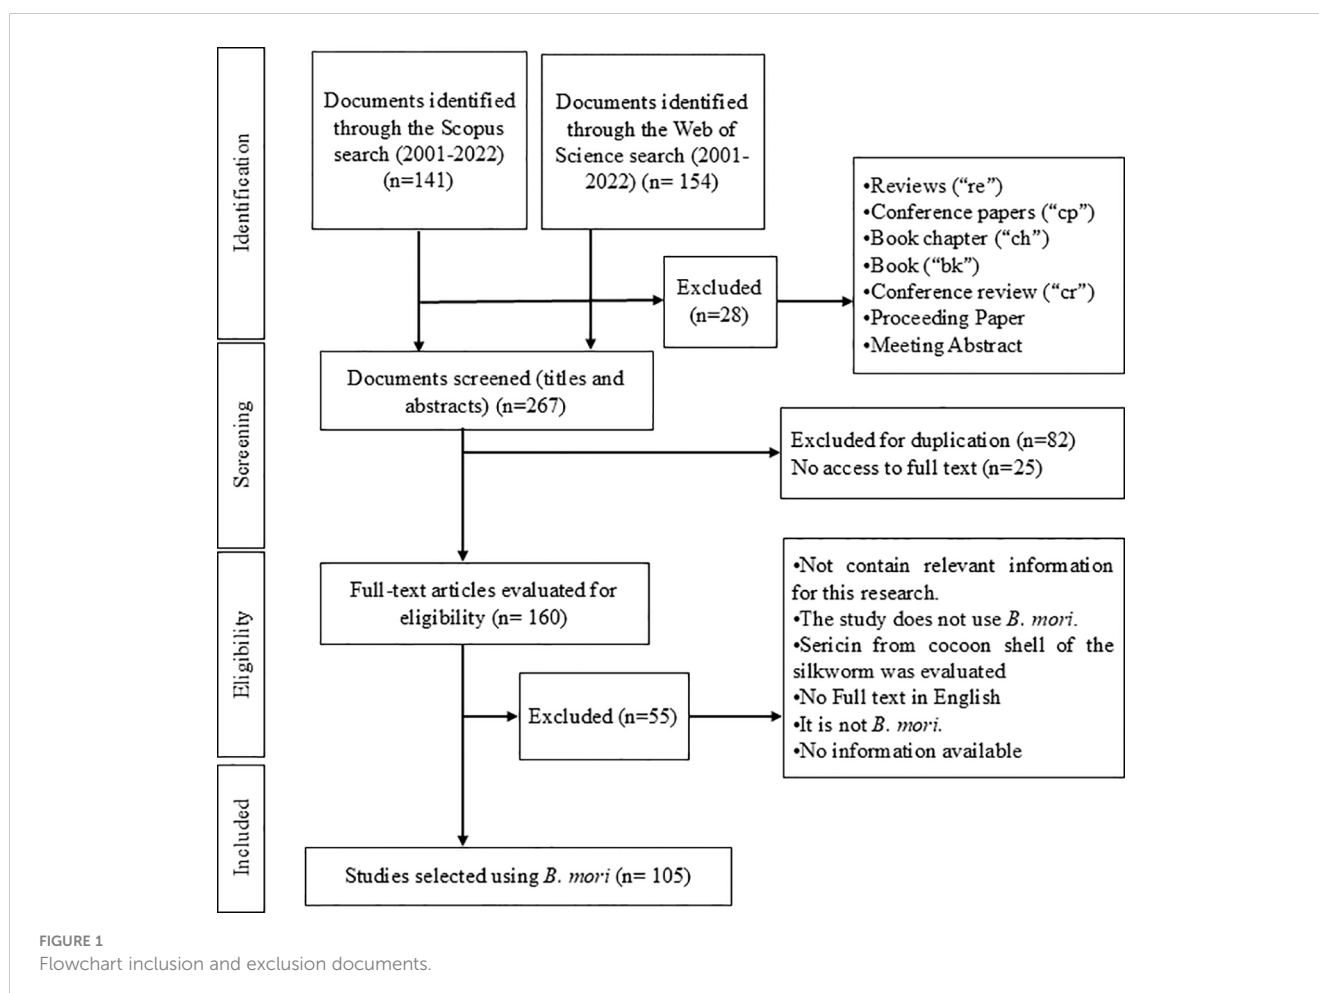 Identification
Documents identified
through the Scopus
search (2001-2022)
(n=141)
Documents identified
through the Web of
Science search (2001-
2022) (n= 154)
Excluded
(n=28)
•Reviews (“re”)
•Conference papers (“cp”)
•Book chapter (“ch”)
•Book (“bk”)
•Conference review (“cr”)
•Proceeding Paper
•Meeting Abstract
Screening
Documents screened (titles and
abstracts) (n=267)
Excluded for duplication (n=82)
No access to full text (n=25)
Eligibility
Full-text articles evaluated for
eligibility (n= 160)
Excluded (n=55)
•Not contain relevant information
for this research.
•The study does not use B. mori.
•Sericin from cocoon shell of the
silkworm was evaluated
•No Full text in English
•It is not B. mori.
•No information available
Included
Studies selected using B. mori (n= 105)
FIGURE 1
Flowchart inclusion and exclusion documents.